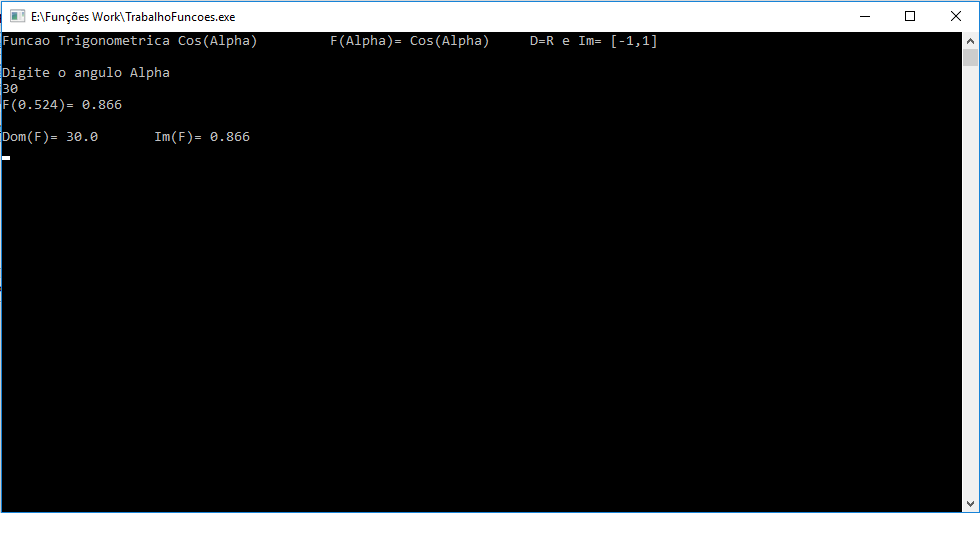 E:\Funções Work\TrabalhoFuncoes.exe
Funcao Trigonometrica Cos(Alpha)         F(Alpha)= Cos(Alpha)     D=R e Im= [-1,1]
Digite o angulo Alpha
30
F(0.524)= 0.866
Dom(F)= 30.0       Im(F)= 0.866